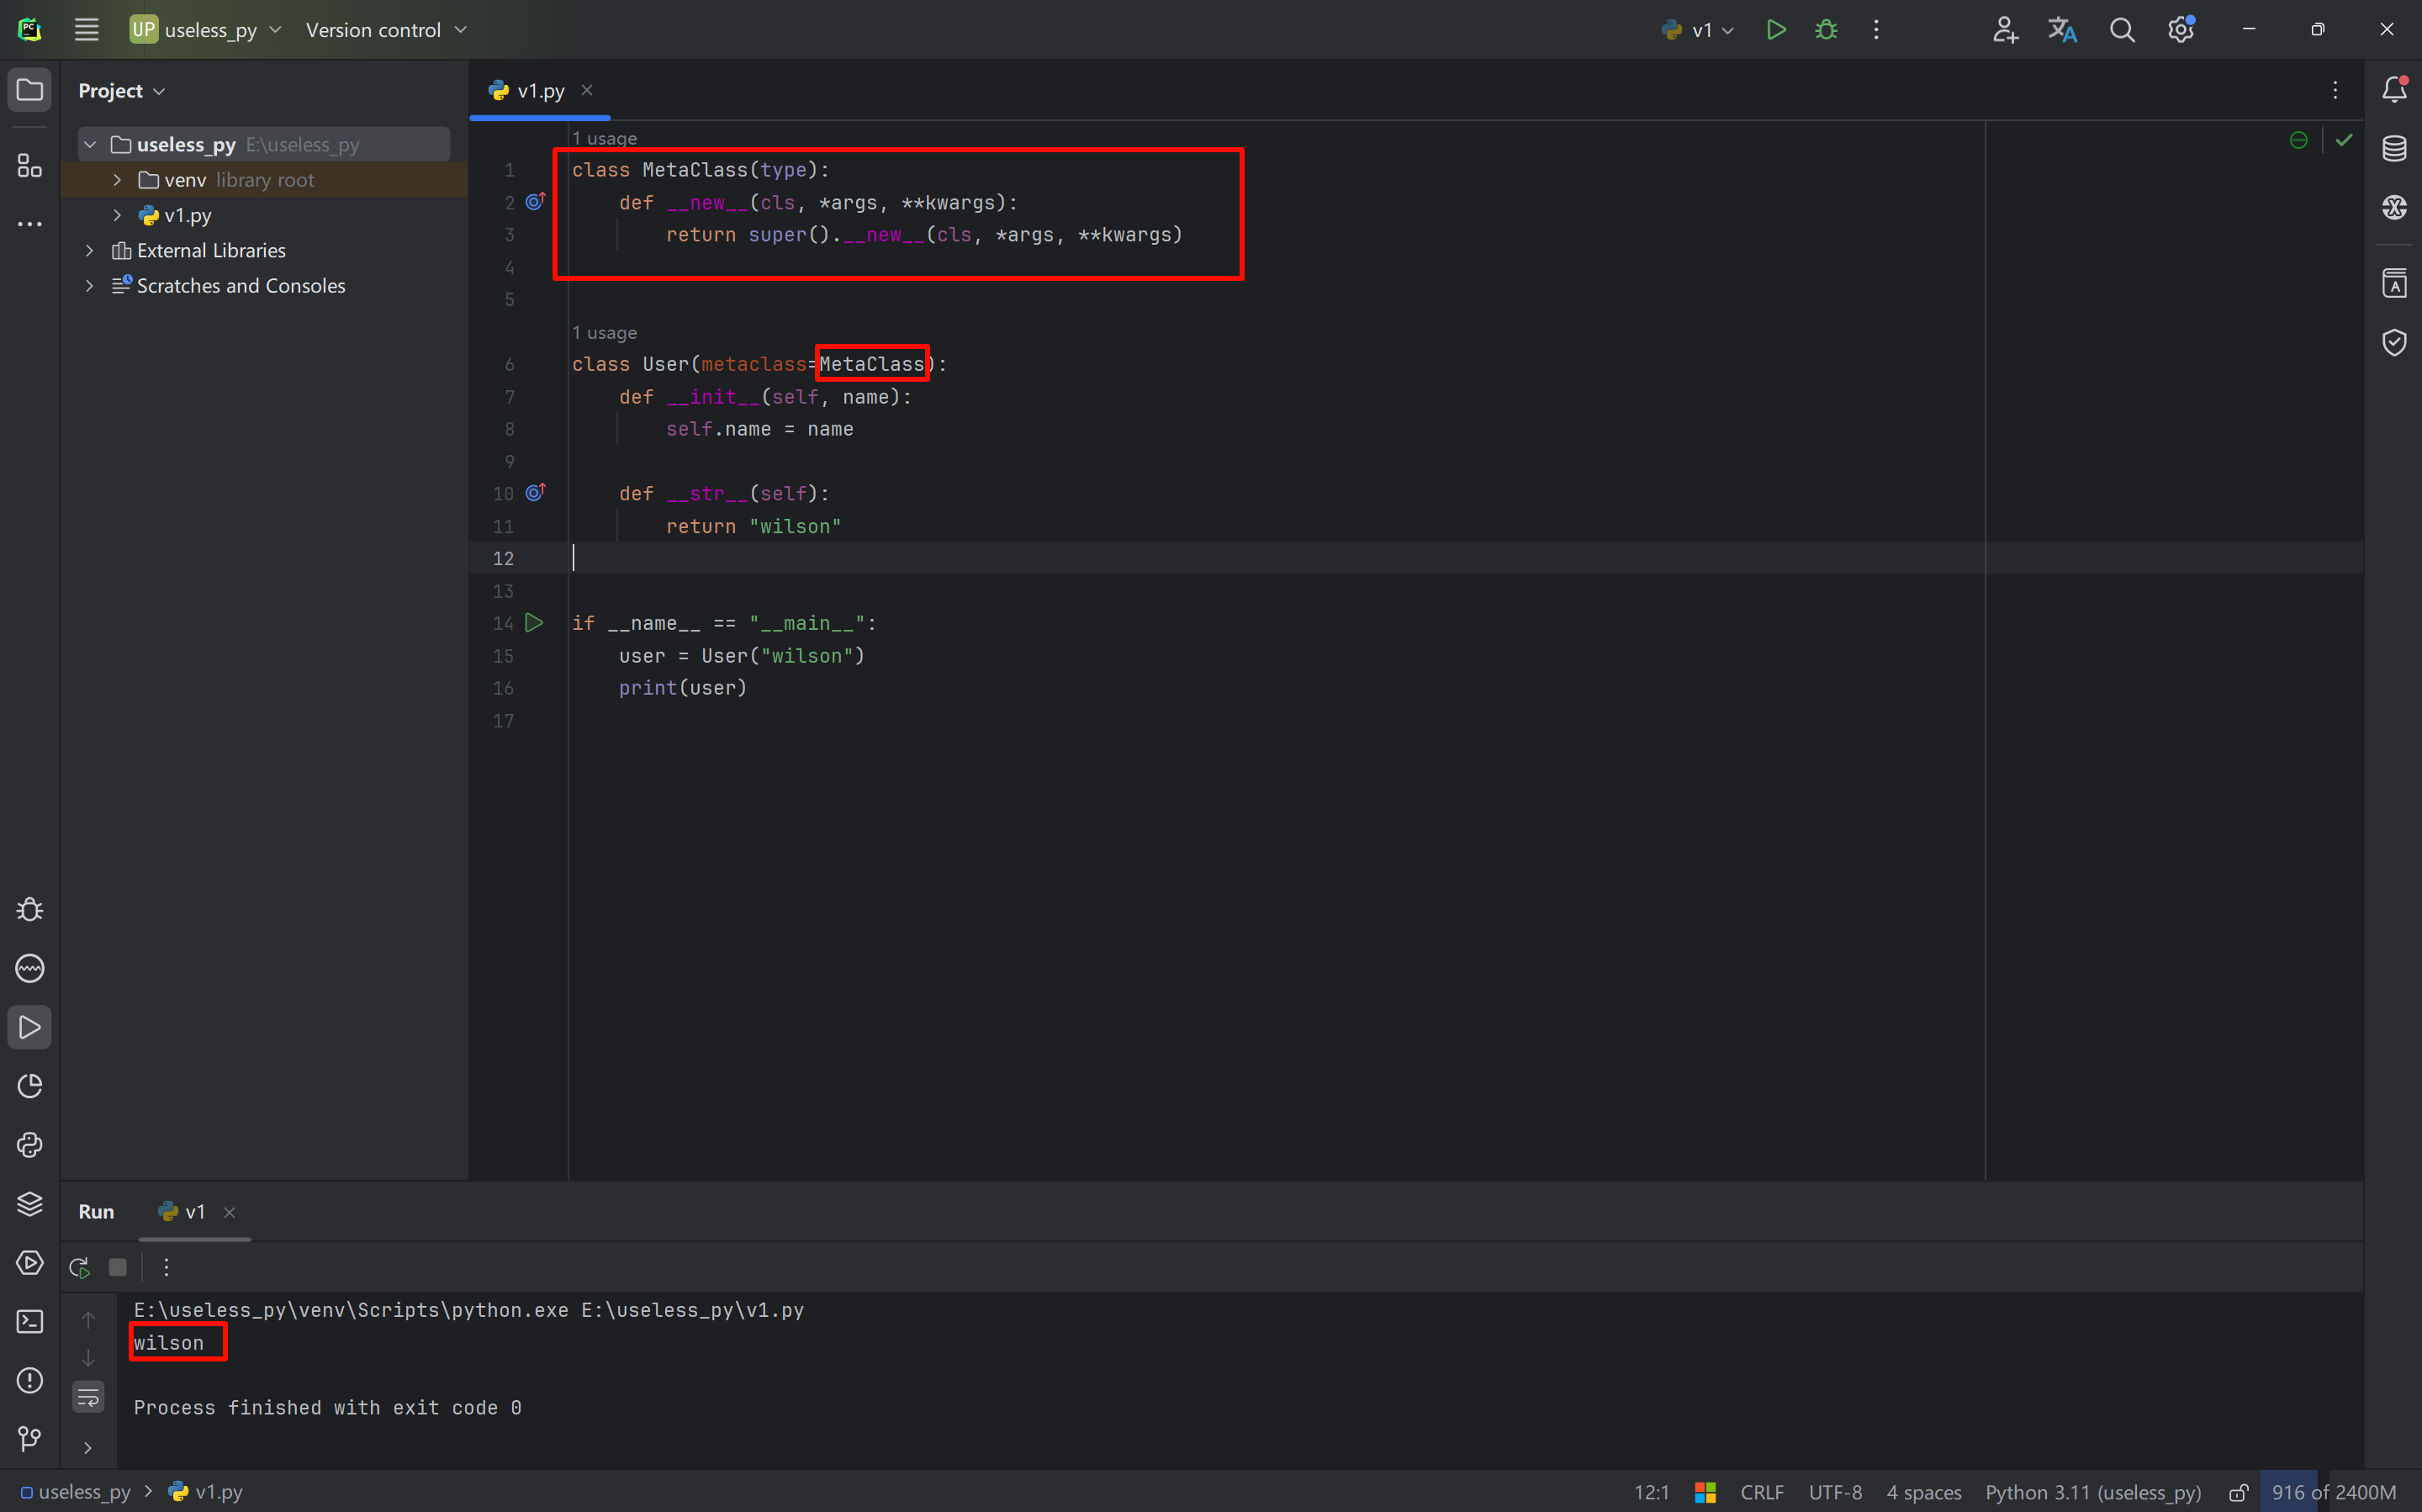 UP useless_py Version control v1
Project
useless_py E:\useless_py
venv library root
v1.py
External Libraries
Scratches and Consoles
v1.py
1 usage
1 class MetaClass(type):
2 def __new__(cls, *args, **kwargs):
3 return super().__new__(cls, *args, **kwargs)
4
5
1 usage
6 class User(metaclass=MetaClass):
7 def __init__(self, name):
8 self.name = name
9
10 def __str__(self):
11 return "wilson"
12
13
14 if __name__ == "__main__":
15 user = User("wilson")
16 print(user)
17
Run v1
E:\useless_py\venv\Scripts\python.exe E:\useless_py\v1.py
wilson
Process finished with exit code 0
useless_py > v1.py 12:1 CRLF UTF-8 4 spaces Python 3.11 (useless_py) 916 of 2400M